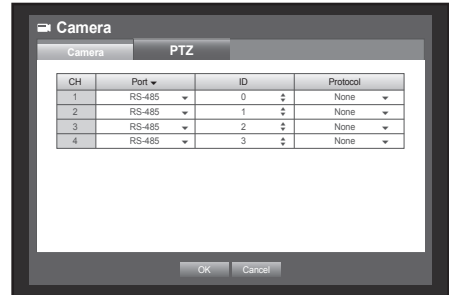 Camera
Camera PTZ
CH Port ID Protocol
1 RS-485 0 None
2 RS-485 1 None
3 RS-485 2 None
4 RS-485 3 None
OK Cancel